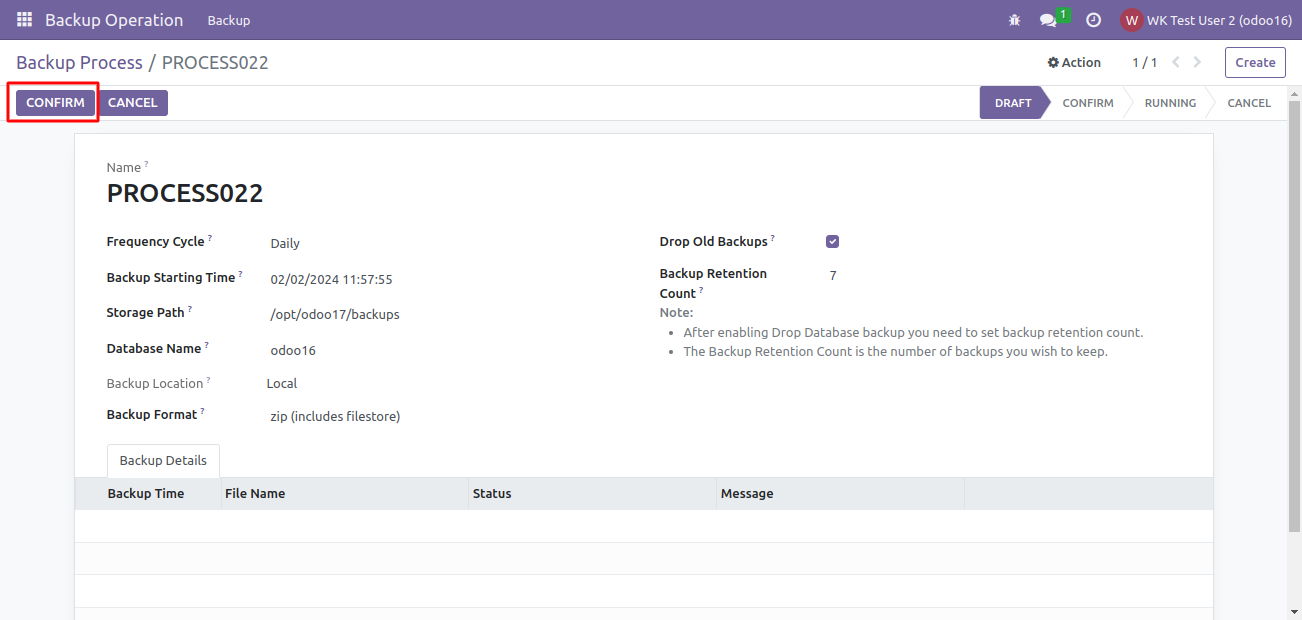 Backup Operation Backup 1 W WK Test User 2 (odoo16)
Backup Process / PROCESS022 Action 1 / 1 Create
CONFIRM CANCEL DRAFT CONFIRM RUNNING CANCEL
Name ?
PROCESS022
Frequency Cycle ? Daily
Backup Starting Time ? 02/02/2024 11:57:55
Storage Path ? /opt/odoo17/backups
Database Name ? odoo16
Backup Location ? Local
Backup Format ? zip (includes filestore)
Drop Old Backups ?
Backup Retention 7
Count ?
Note:
• After enabling Drop Database backup you need to set backup retention count.
• The Backup Retention Count is the number of backups you wish to keep.
Backup Details
Backup Time File Name Status Message